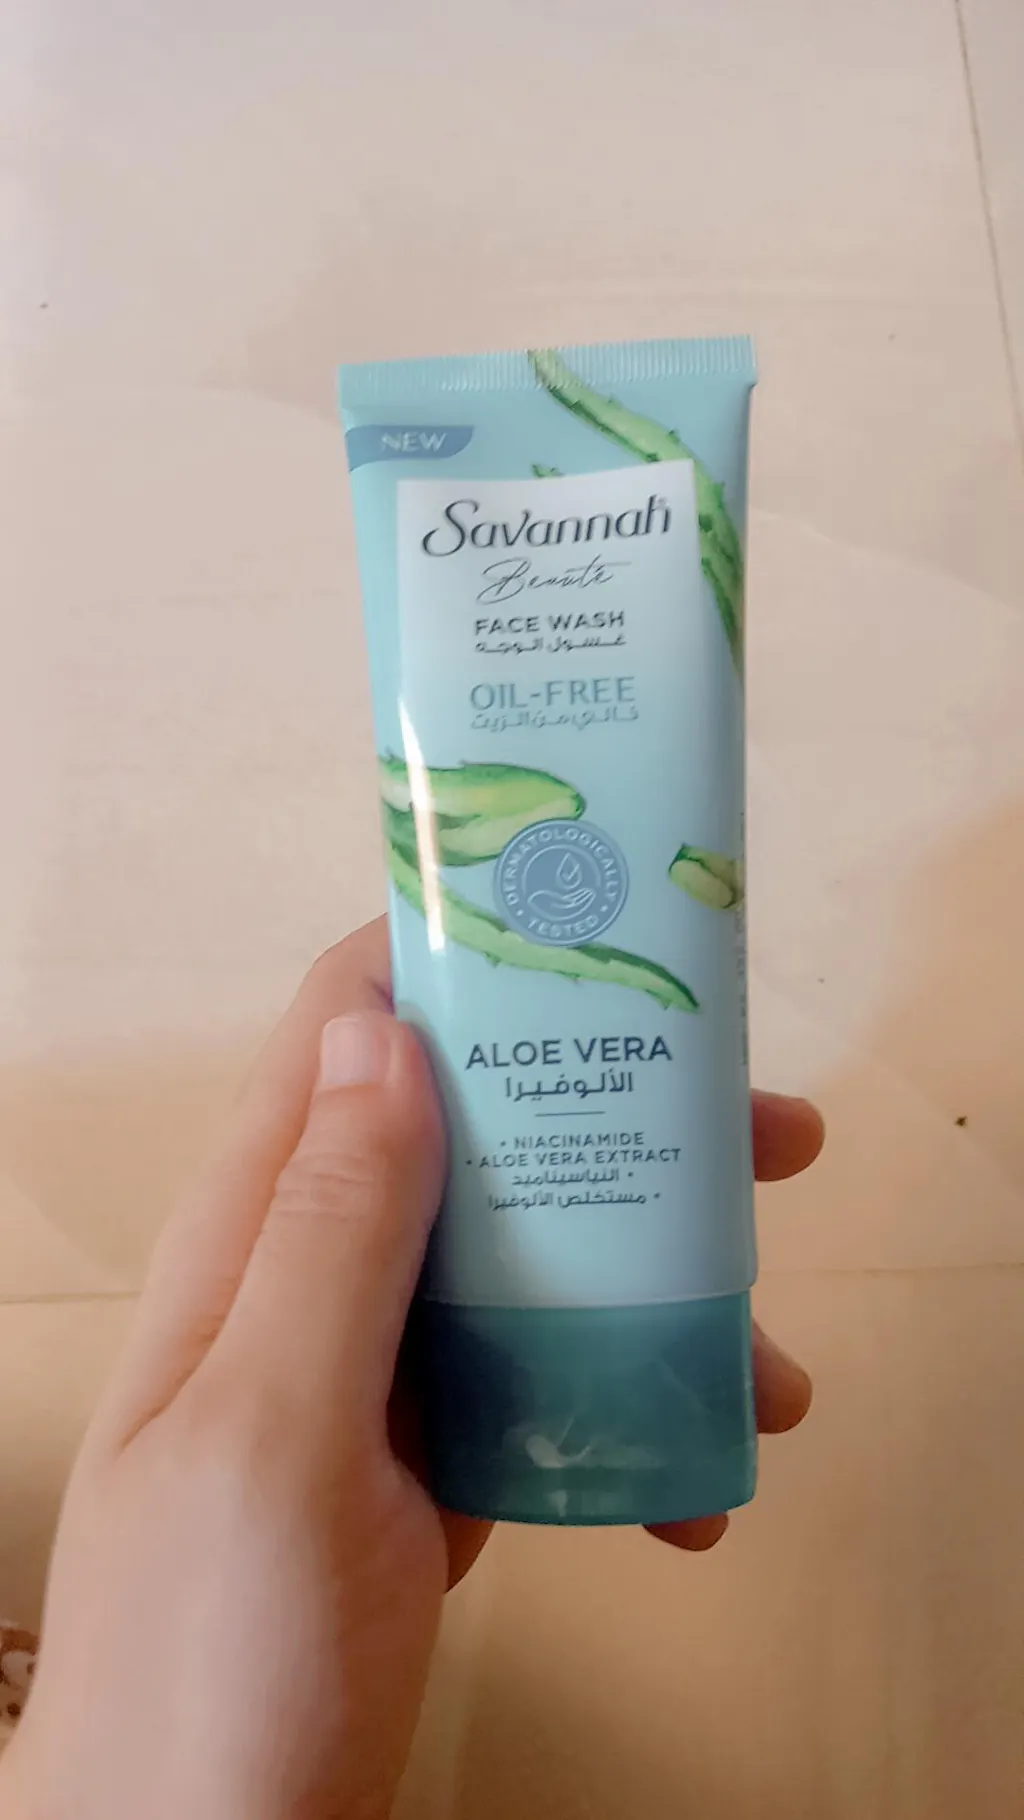 NEW
Savannah
Beauté
FACE WASH
غسول الوجه
OIL-FREE
خالي من الزيت
DERMATOLOGICALLY
• TESTED •
ALOE VERA
الألوفيرا
• NIACINAMIDE
• ALOE VERA EXTRACT
• النياسيناميد
• مستخلص الألوفيرا